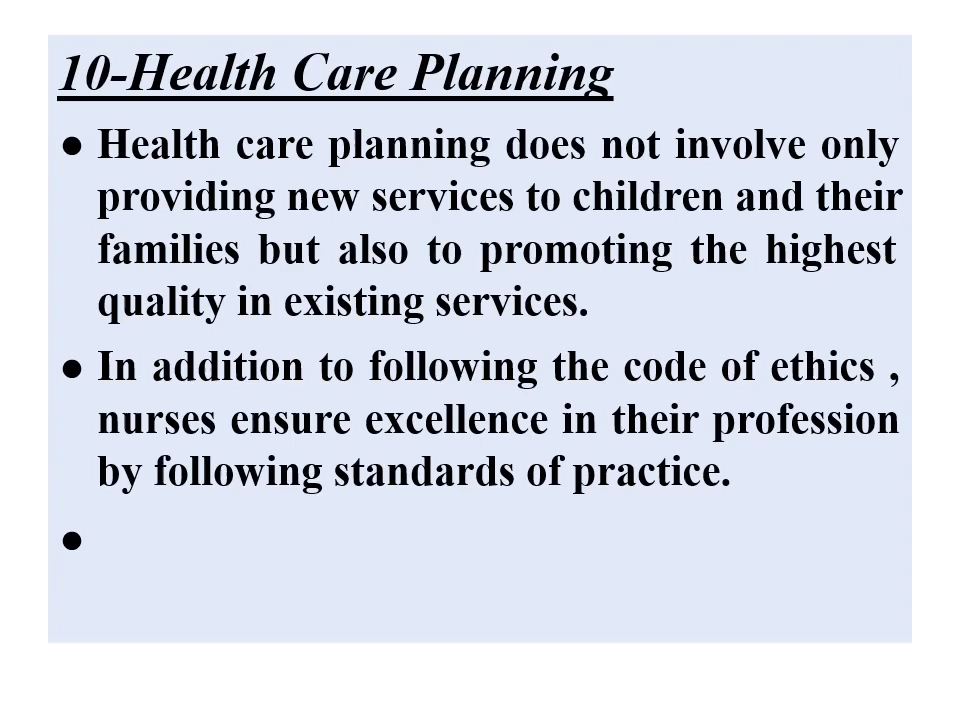 10-Health Care Planning
● Health care planning does not involve only
providing new services to children and their
families but also to promoting the highest
quality in existing services.
● In addition to following the code of ethics ,
nurses ensure excellence in their profession
by following standards of practice.
●